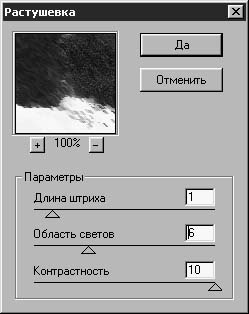 Растушевка
Да
Отменить
+ 100% −
Параметры
Длина штриха 1
Область светов 6
Контрастность 10